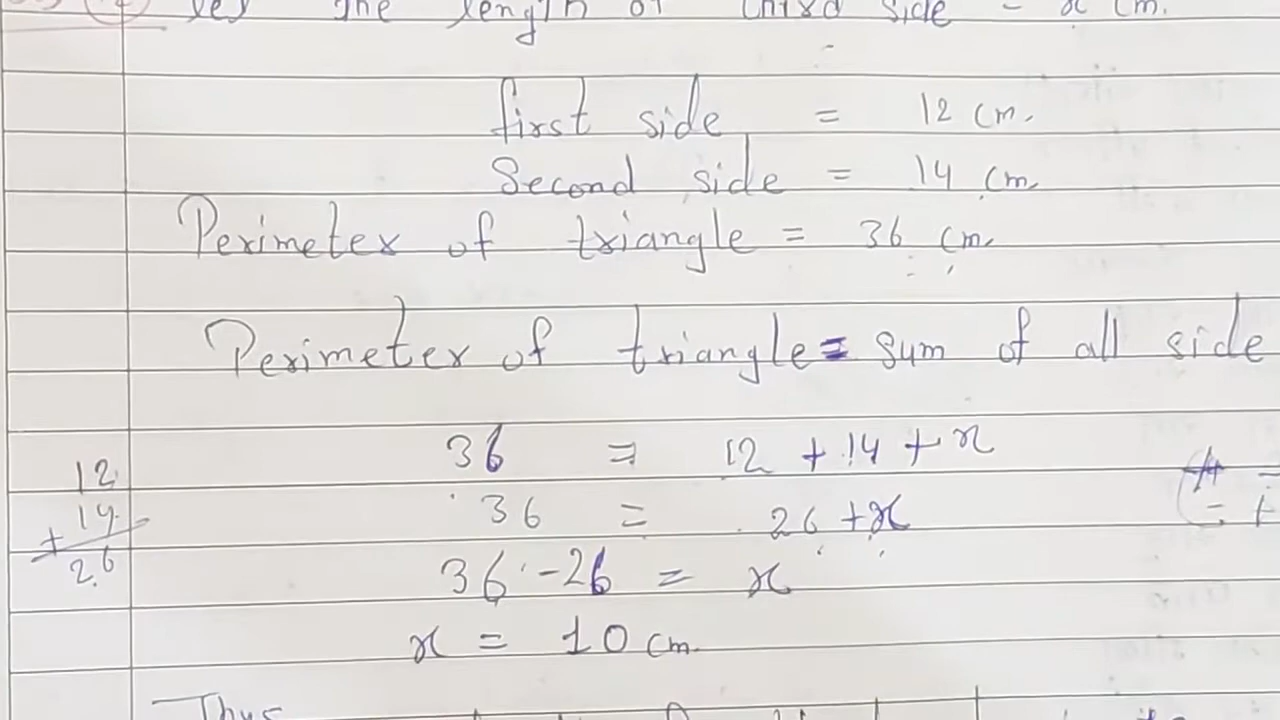 let the length of third side = x cm.
first side = 12 cm.
Second side = 14 cm.
Perimeter of triangle = 36 cm.
Perimeter of triangle = sum of all side
36 = 12 + 14 + x
36 = 26 + x
36 - 26 = x
x = 10 cm.
12
14
+
26
Thus